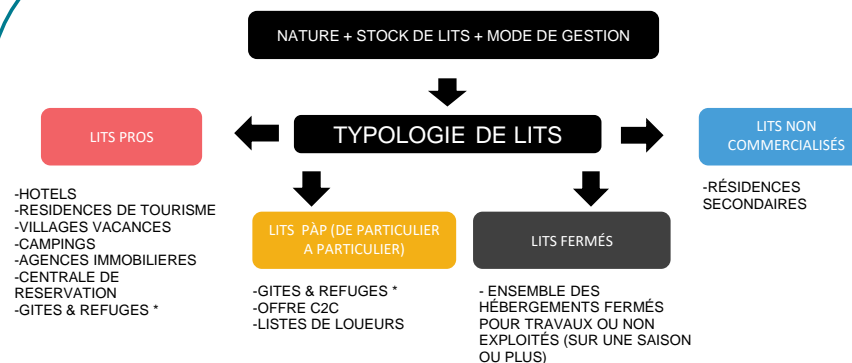 NATURE + STOCK DE LITS + MODE DE GESTION
TYPOLOGIE DE LITS
LITS PROS
-HOTELS
-RESIDENCES DE TOURISME
-VILLAGES VACANCES
-CAMPINGS
-AGENCES IMMOBILIERES
-CENTRALE DE
RESERVATION
-GITES & REFUGES *
LITS PÀP (DE PARTICULIER
A PARTICULIER)
-GITES & REFUGES *
-OFFRE C2C
-LISTES DE LOUEURS
LITS FERMÉS
- ENSEMBLE DES
HÉBERGEMENTS FERMÉS
POUR TRAVAUX OU NON
EXPLOITÉS (SUR UNE SAISON
OU PLUS)
LITS NON
COMMERCIALISÉS
-RÉSIDENCES
SECONDAIRES